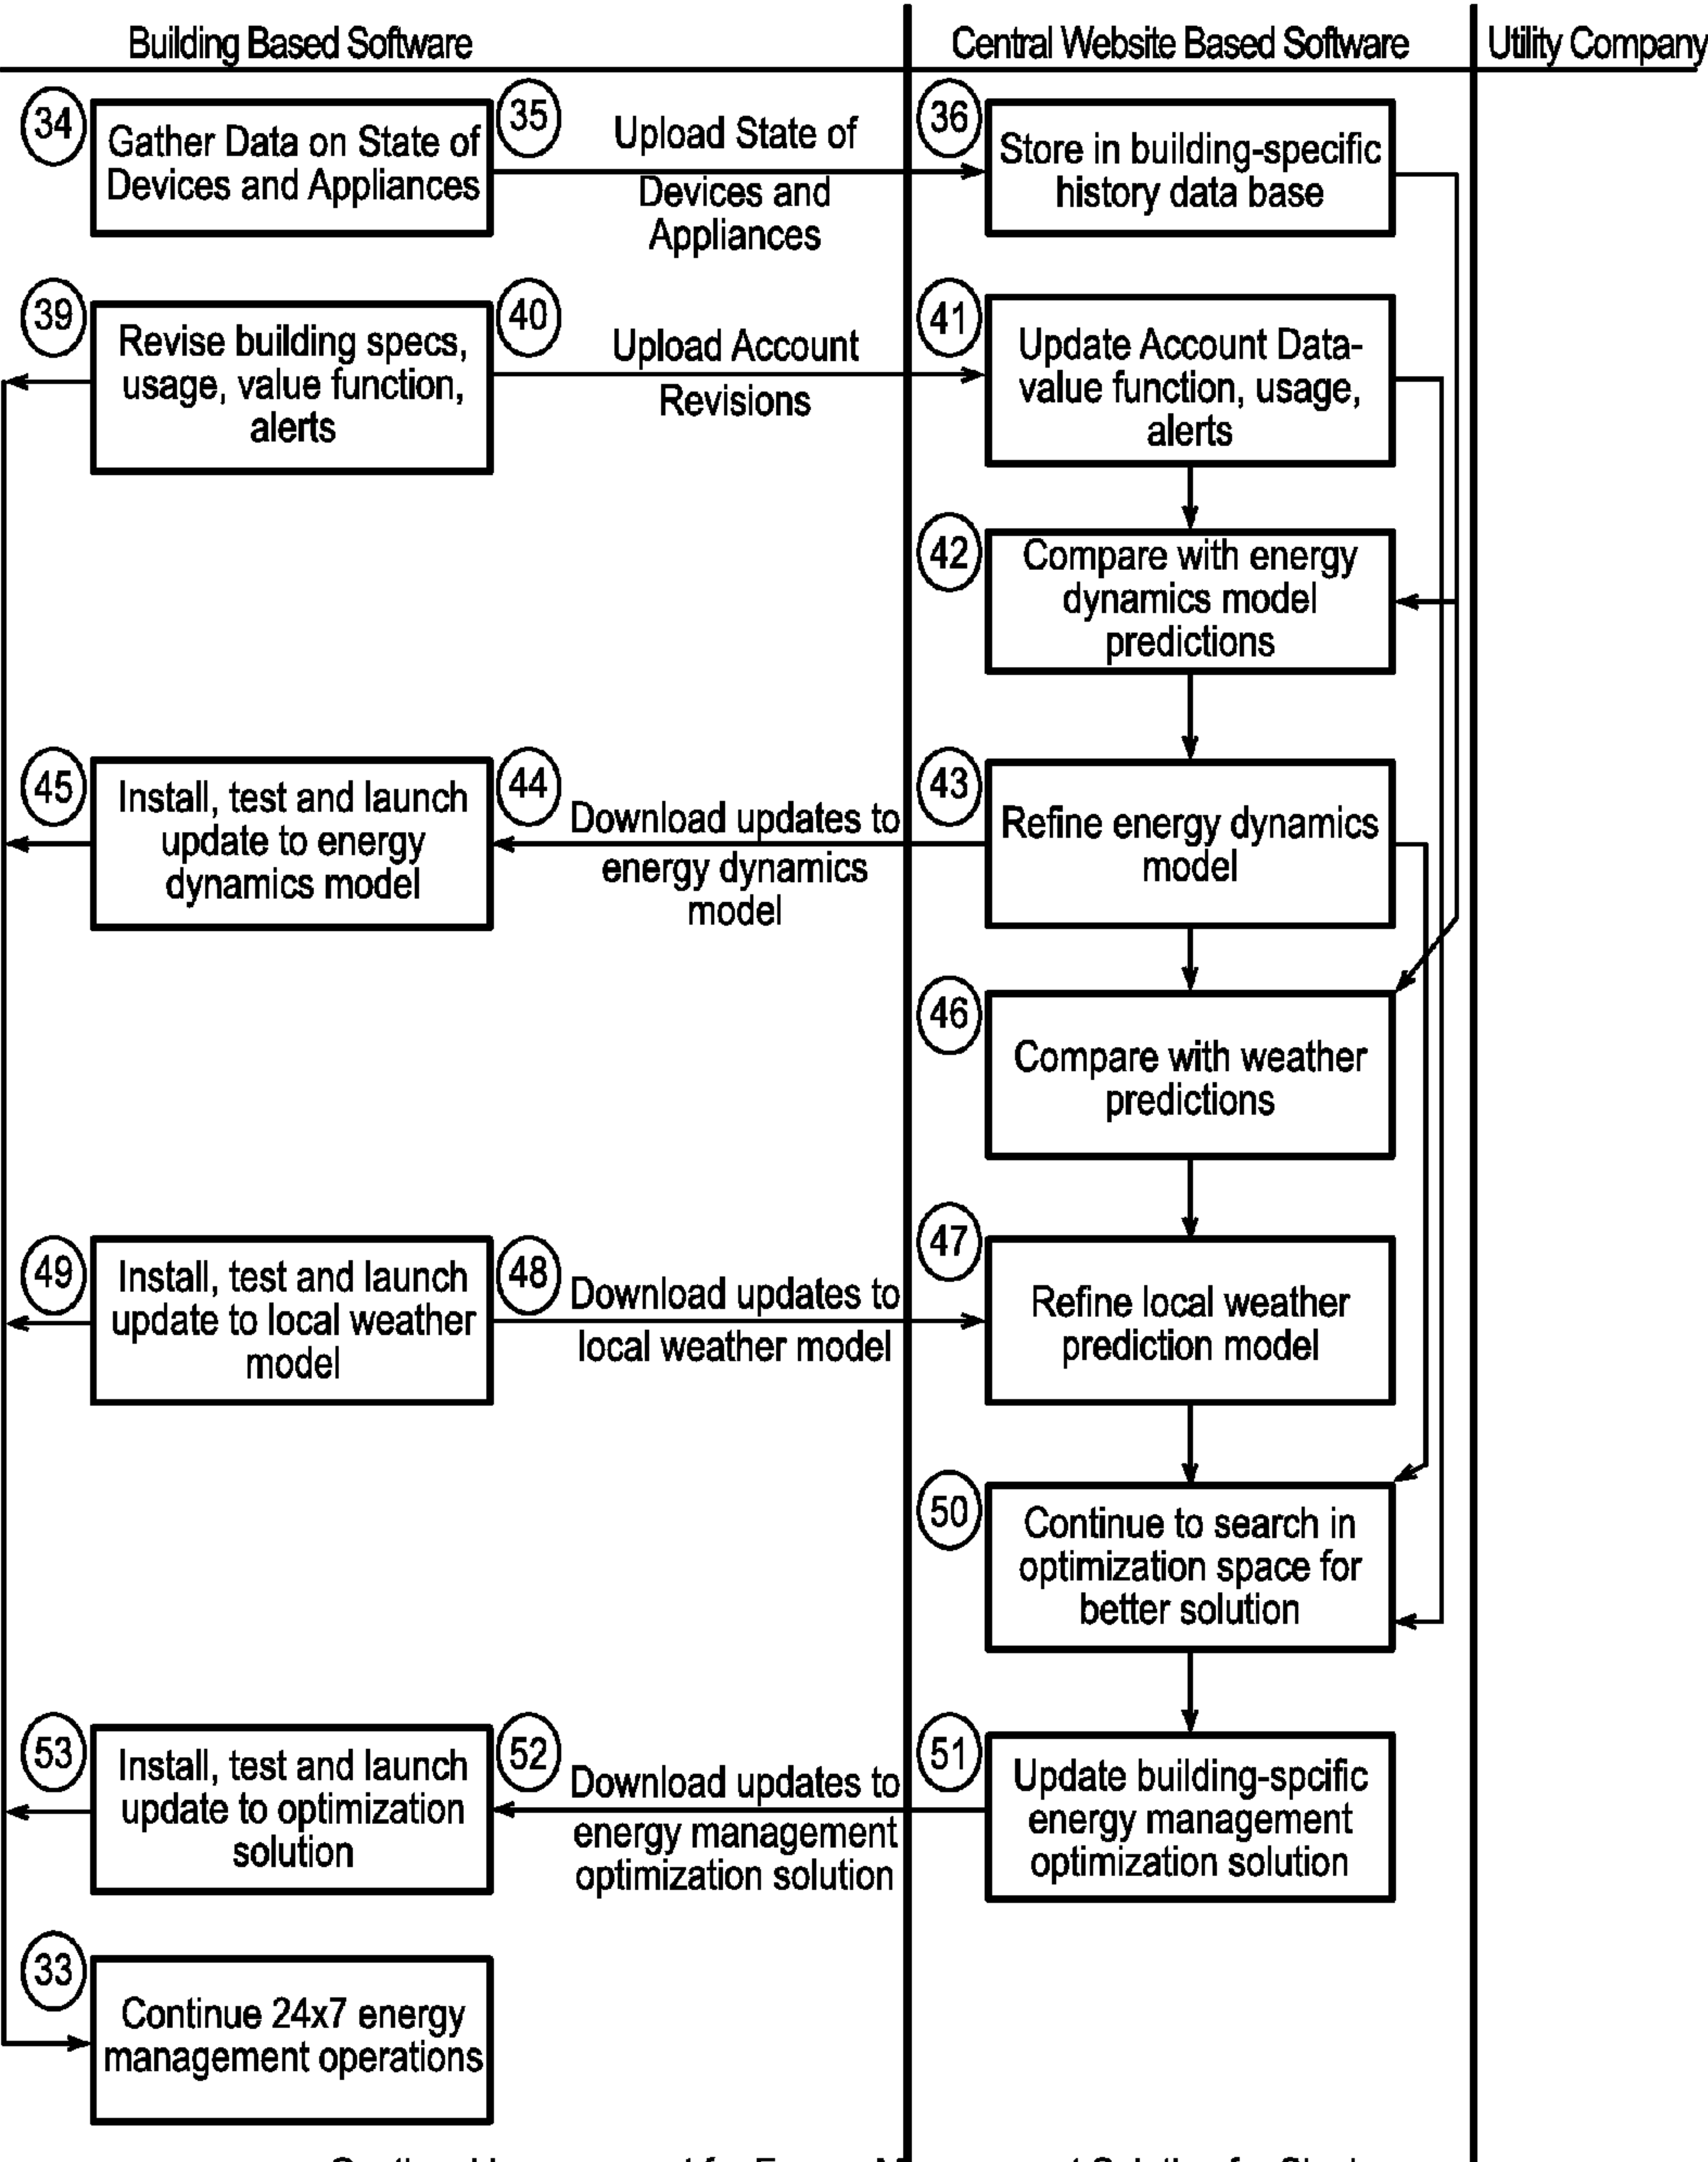 Building Based Software
Central Website Based Software
Utility Company
34
Gather Data on State of
Devices and Appliances
35
Upload State of
Devices and
Appliances
36
Store in building-specific
history data base
39
Revise building specs,
usage, value function,
alerts
40
Upload Account
Revisions
41
Update Account Data-
value function, usage,
alerts
42
Compare with energy
dynamics model
predictions
45
Install, test and launch
update to energy
dynamics model
44
Download updates to
energy dynamics
model
43
Refine energy dynamics
model
46
Compare with weather
predictions
49
Install, test and launch
update to local weather
model
48
Download updates to
local weather model
47
Refine local weather
prediction model
50
Continue to search in
optimization space for
better solution
53
Install, test and launch
update to optimization
solution
52
Download updates to
energy management
optimization solution
51
Update building-spcific
energy management
optimization solution
33
Continue 24x7 energy
management operations